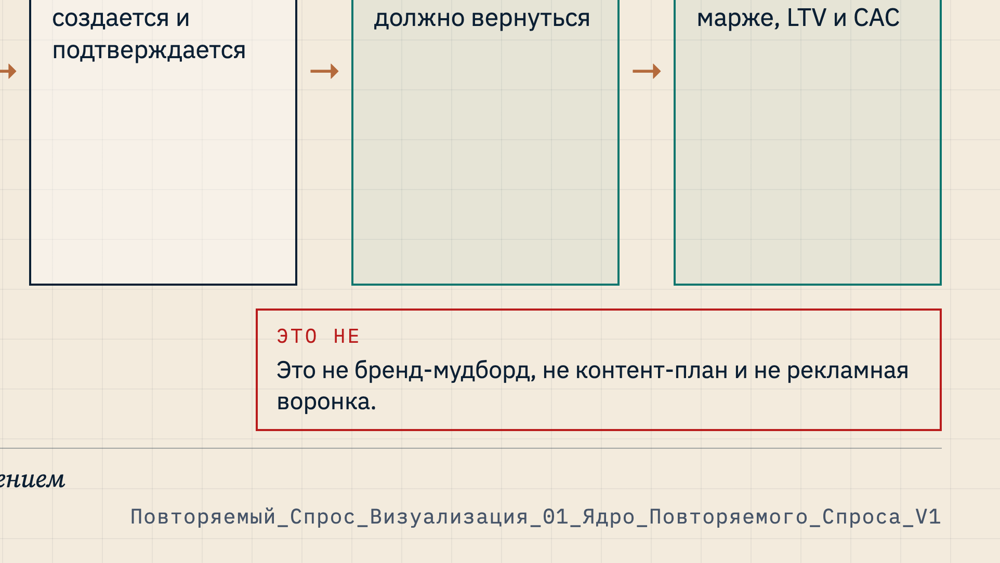 создается и
подтверждается
должно вернуться
марже, LTV и CAC
ЭТО НЕ
Это не бренд-мудборд, не контент-план и не рекламная
воронка.
ением
Повторяемый_Спрос_Визуализация_01_Ядро_Повторяемого_Спроса_V1